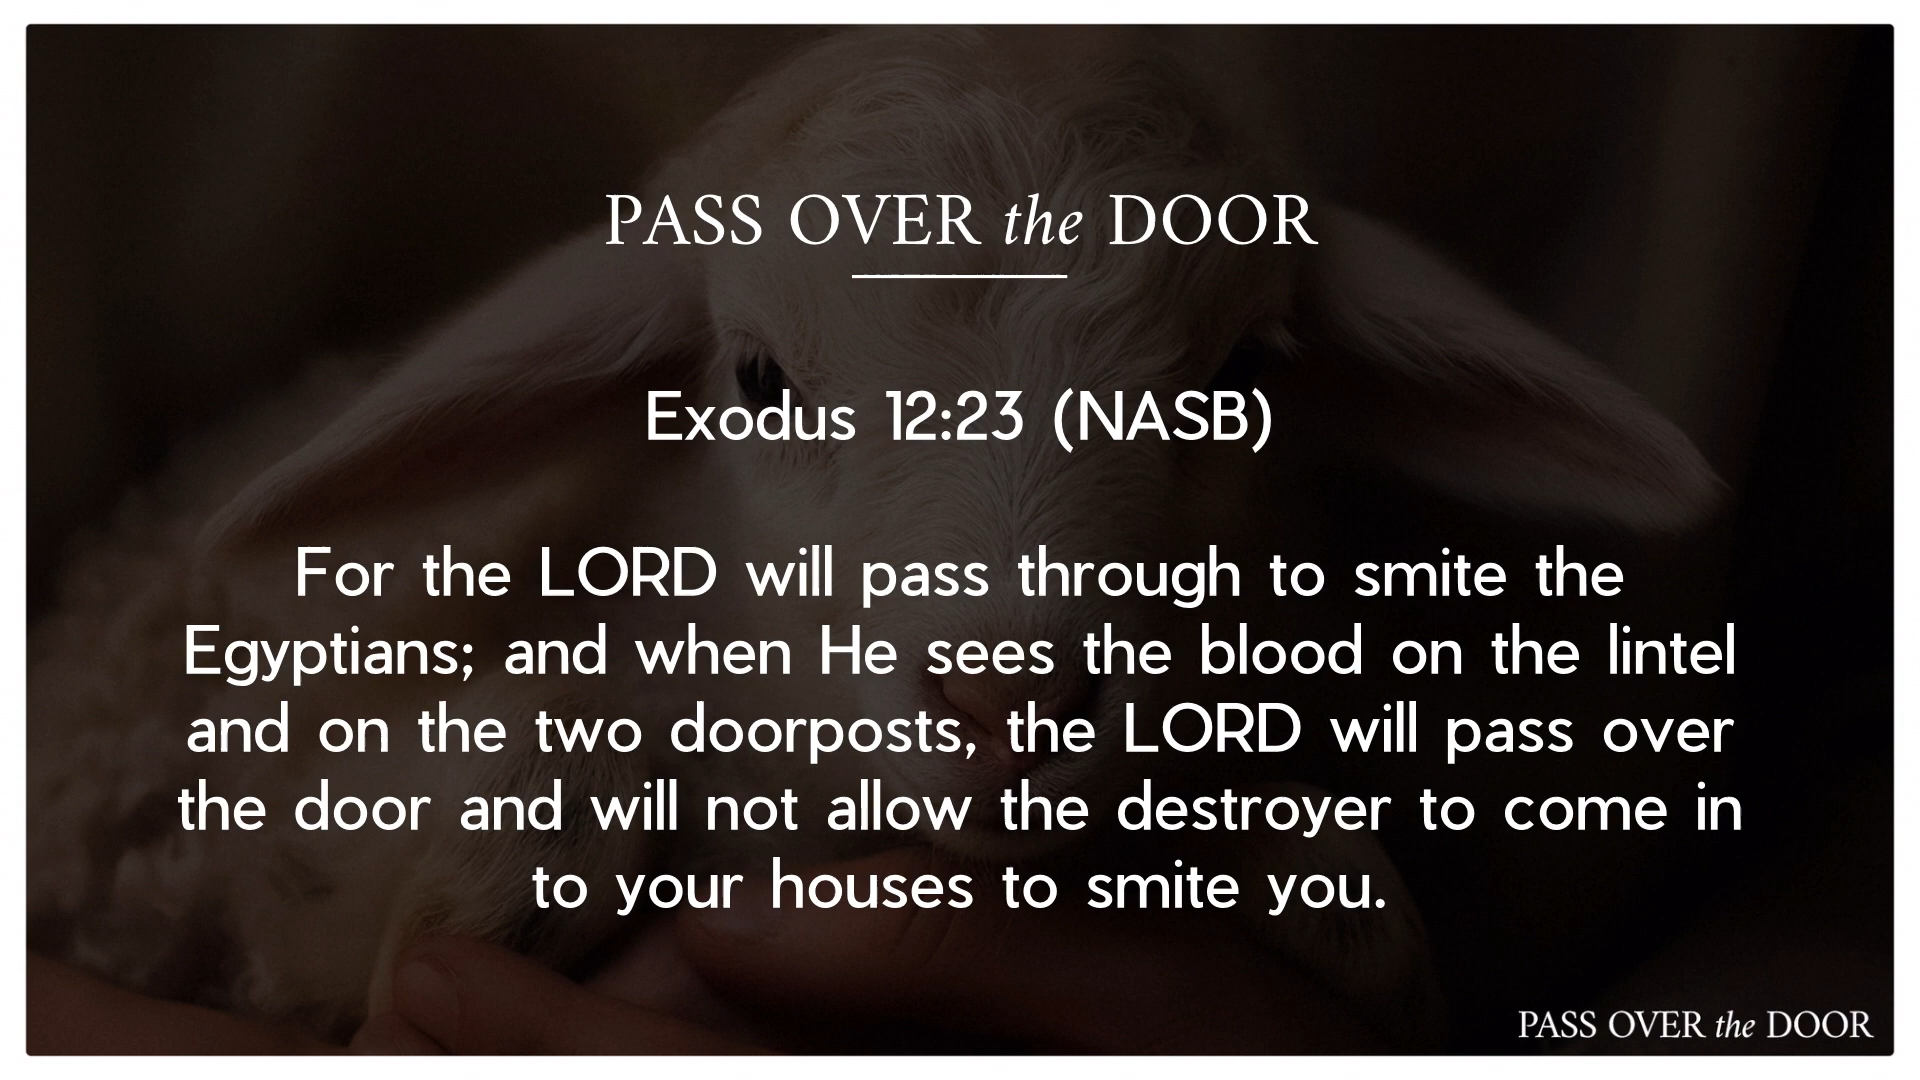 PASS OVER the DOOR
Exodus 12:23 (NASB)
For the LORD will pass through to smite the
Egyptians; and when He sees the blood on the lintel
and on the two doorposts, the LORD will pass over
the door and will not allow the destroyer to come in
to your houses to smite you.
PASS OVER the DOOR